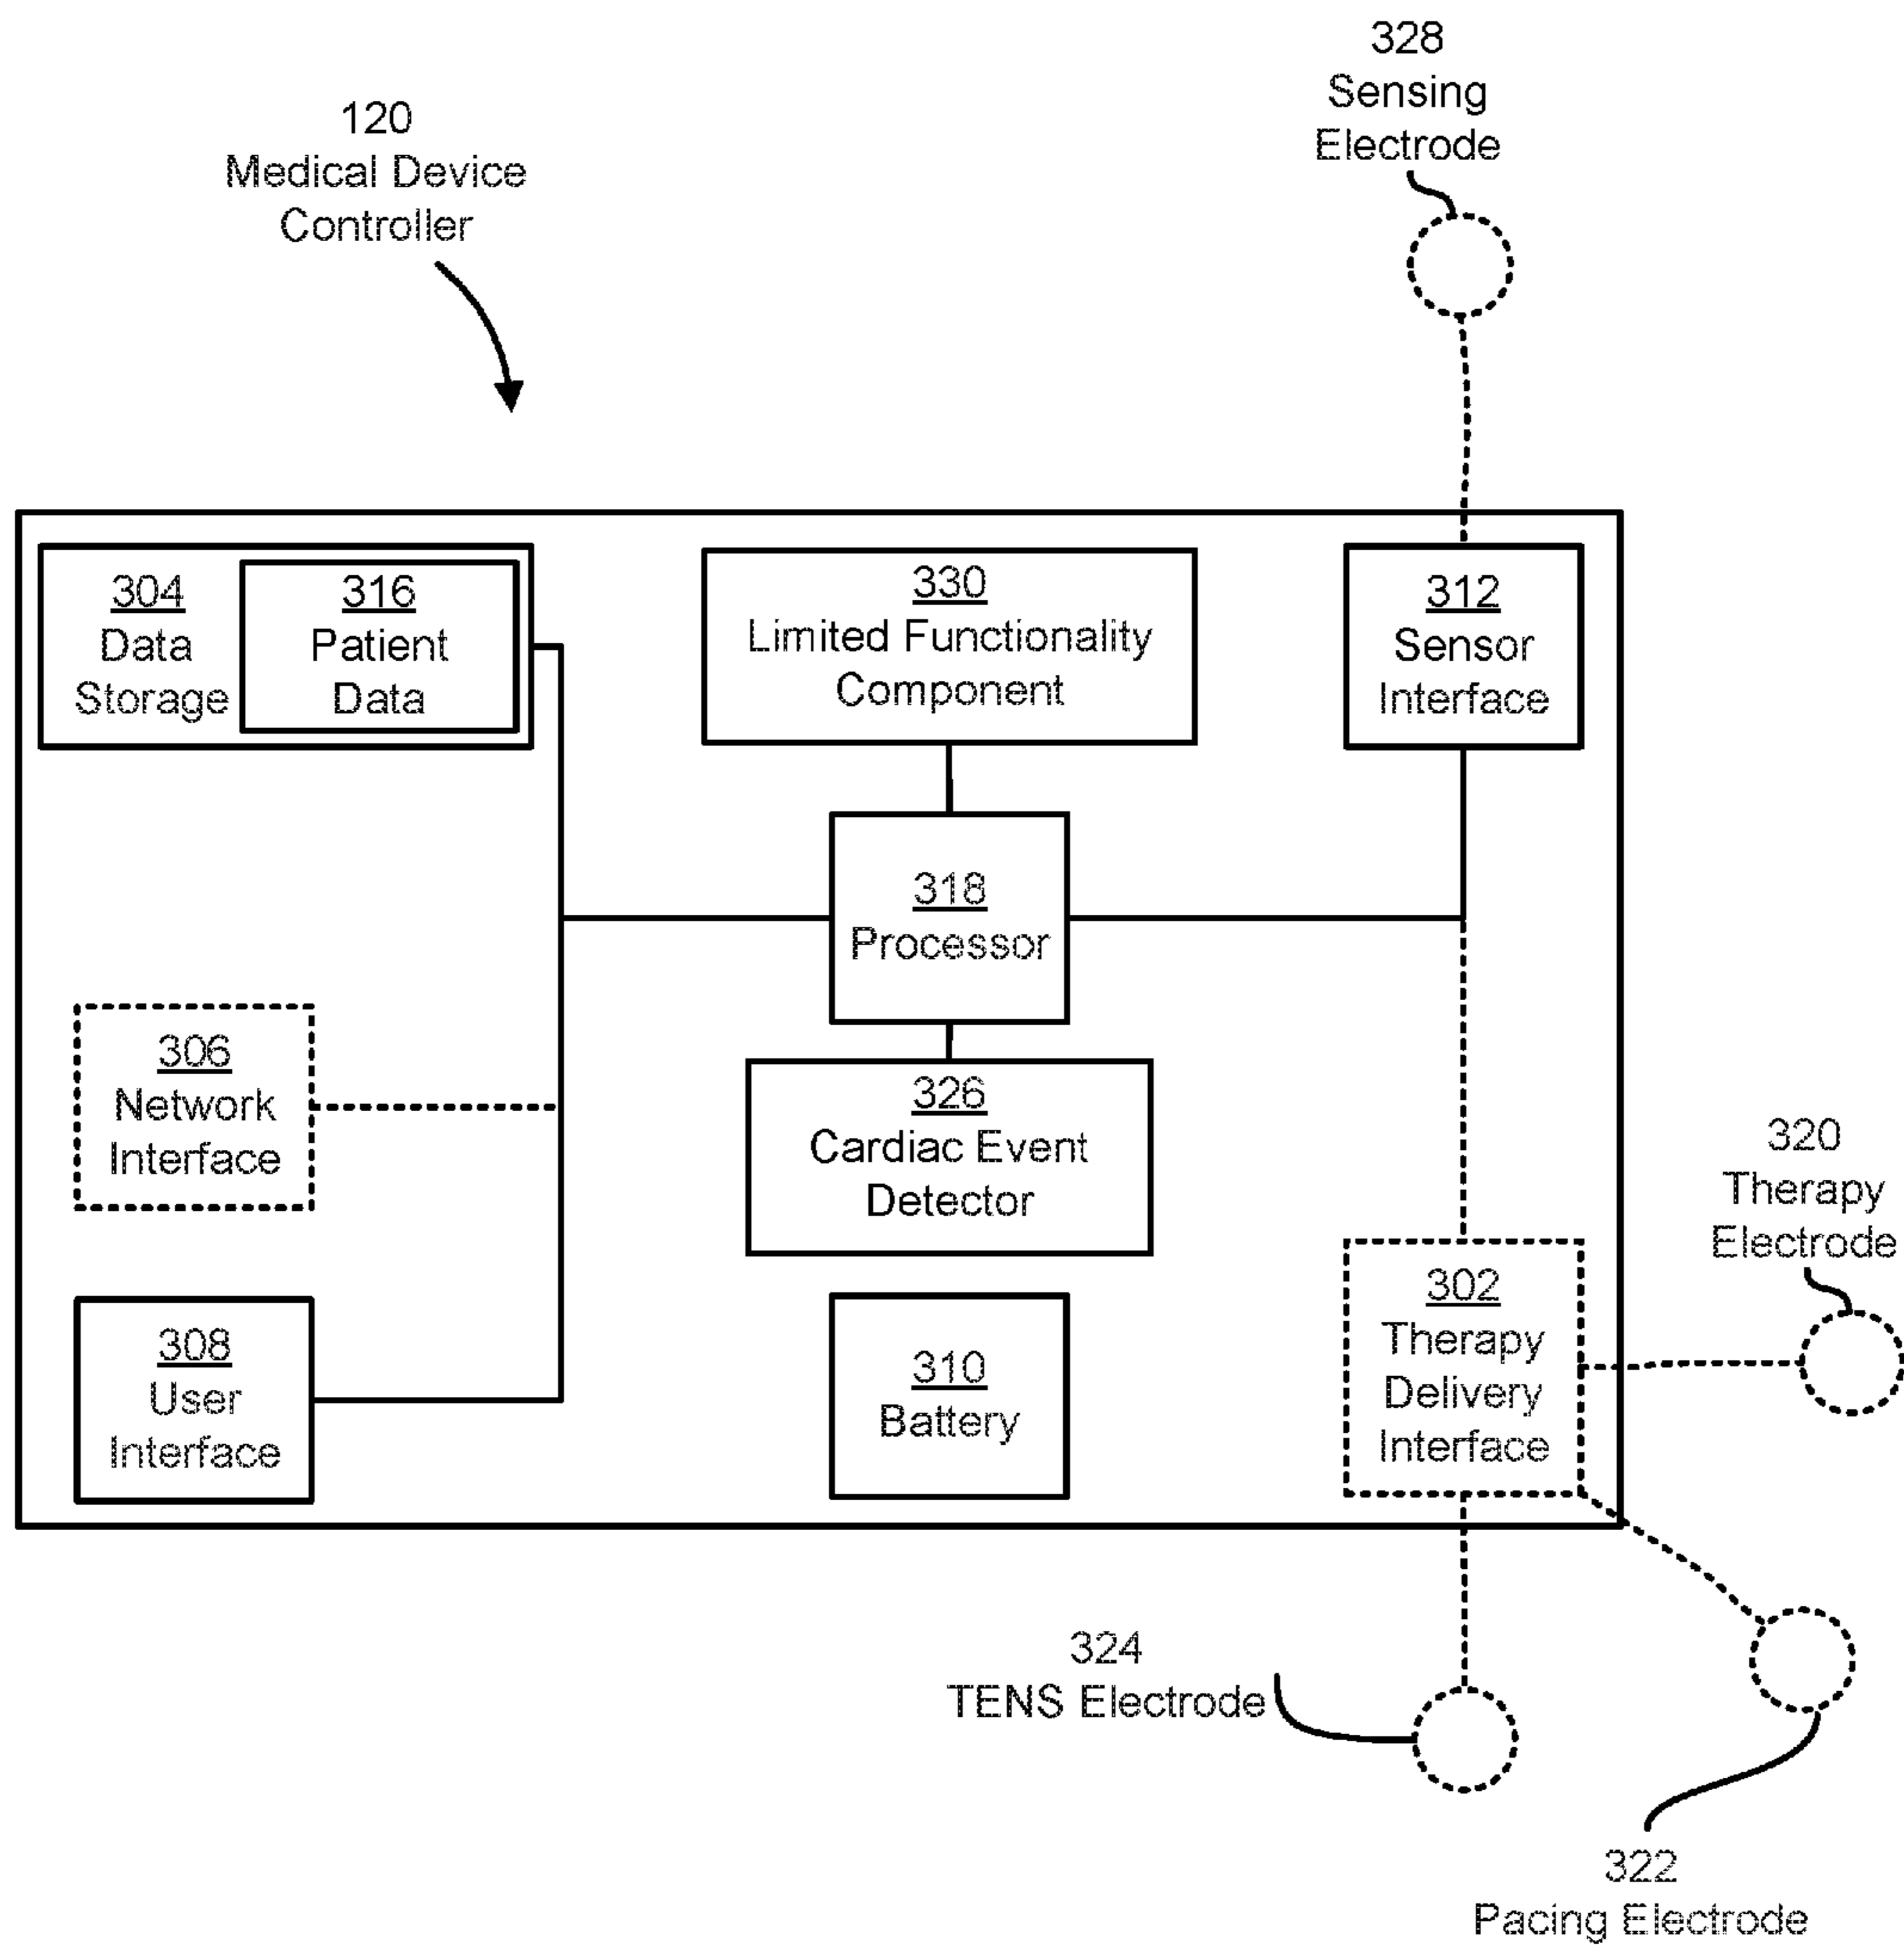 328
Sensing
Electrode
120
Medical Device
Controller
304
Data
Storage
316
Patient
Data
330
Limited Functionality
Component
312
Sensor
Interface
318
Processor
306
Network
Interface
326
Cardiac Event
Detector
320
Therapy
Electrode
308
User
Interface
310
Battery
302
Therapy
Delivery
Interface
324
TENS Electrode
322
Pacing Electrode